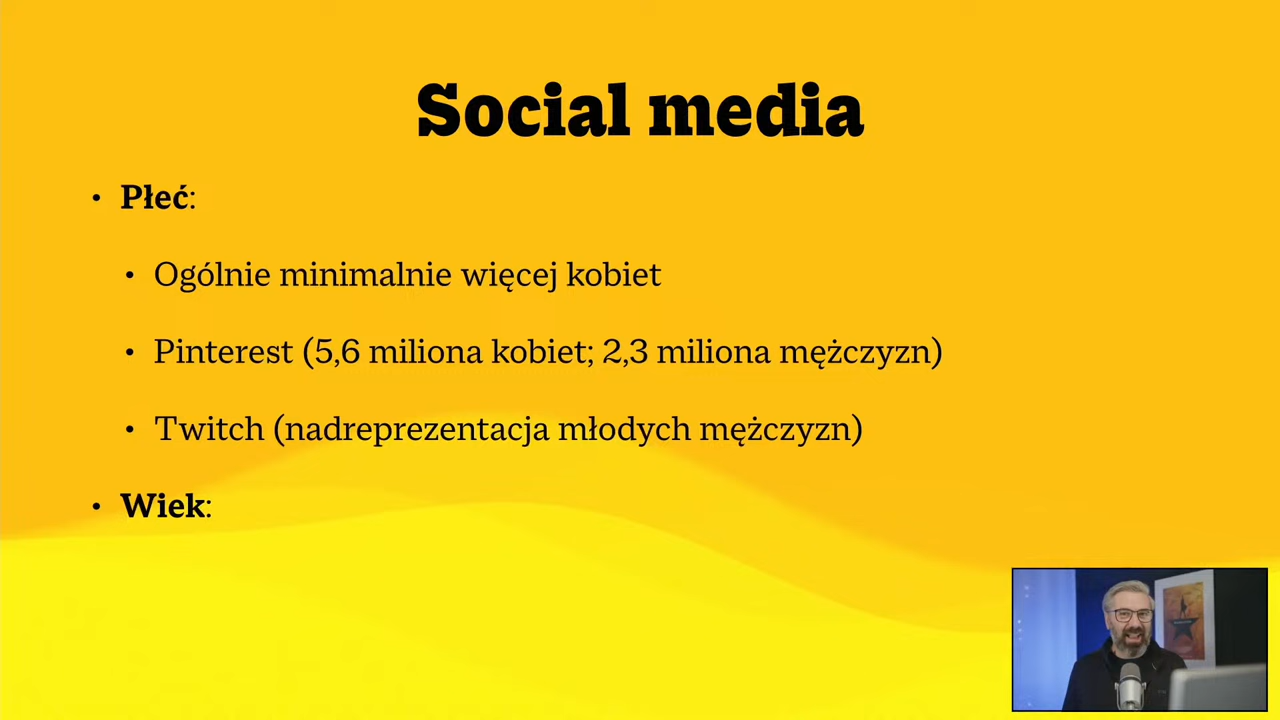 Social media
• Płeć:
• Ogólnie minimalnie więcej kobiet
• Pinterest (5,6 miliona kobiet; 2,3 miliona mężczyzn)
• Twitch (nadreprezentacja młodych mężczyzn)
• Wiek: